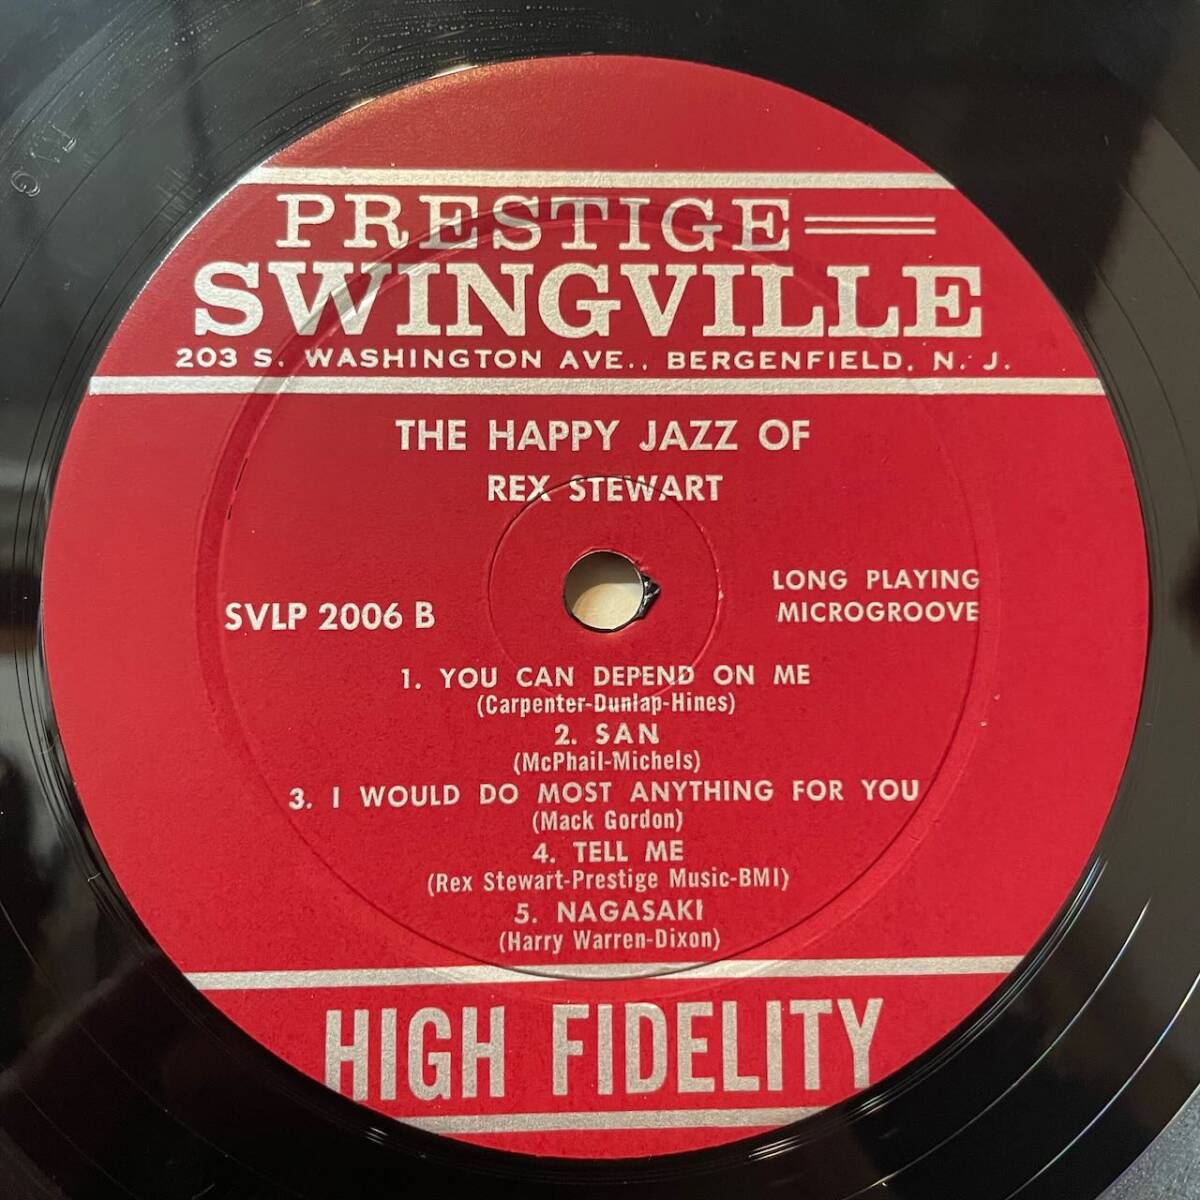 PRESTIGE
SWINGVILLE
203 S. WASHINGTON AVE., BERGENFIELD, N. J.
THE HAPPY JAZZ OF
REX STEWART
SVLP 2006 B
LONG PLAYING
MICROGROOVE
1. YOU CAN DEPEND ON ME
(Carpenter-Dunlap-Hines)
2. SAN
(McPhail-Michels)
3. I WOULD DO MOST ANYTHING FOR YOU
(Mack Gordon)
4. TELL ME
(Rex Stewart-Prestige Music-BMI)
5. NAGASAKI
(Harry Warren-Dixon)
HIGH FIDELITY